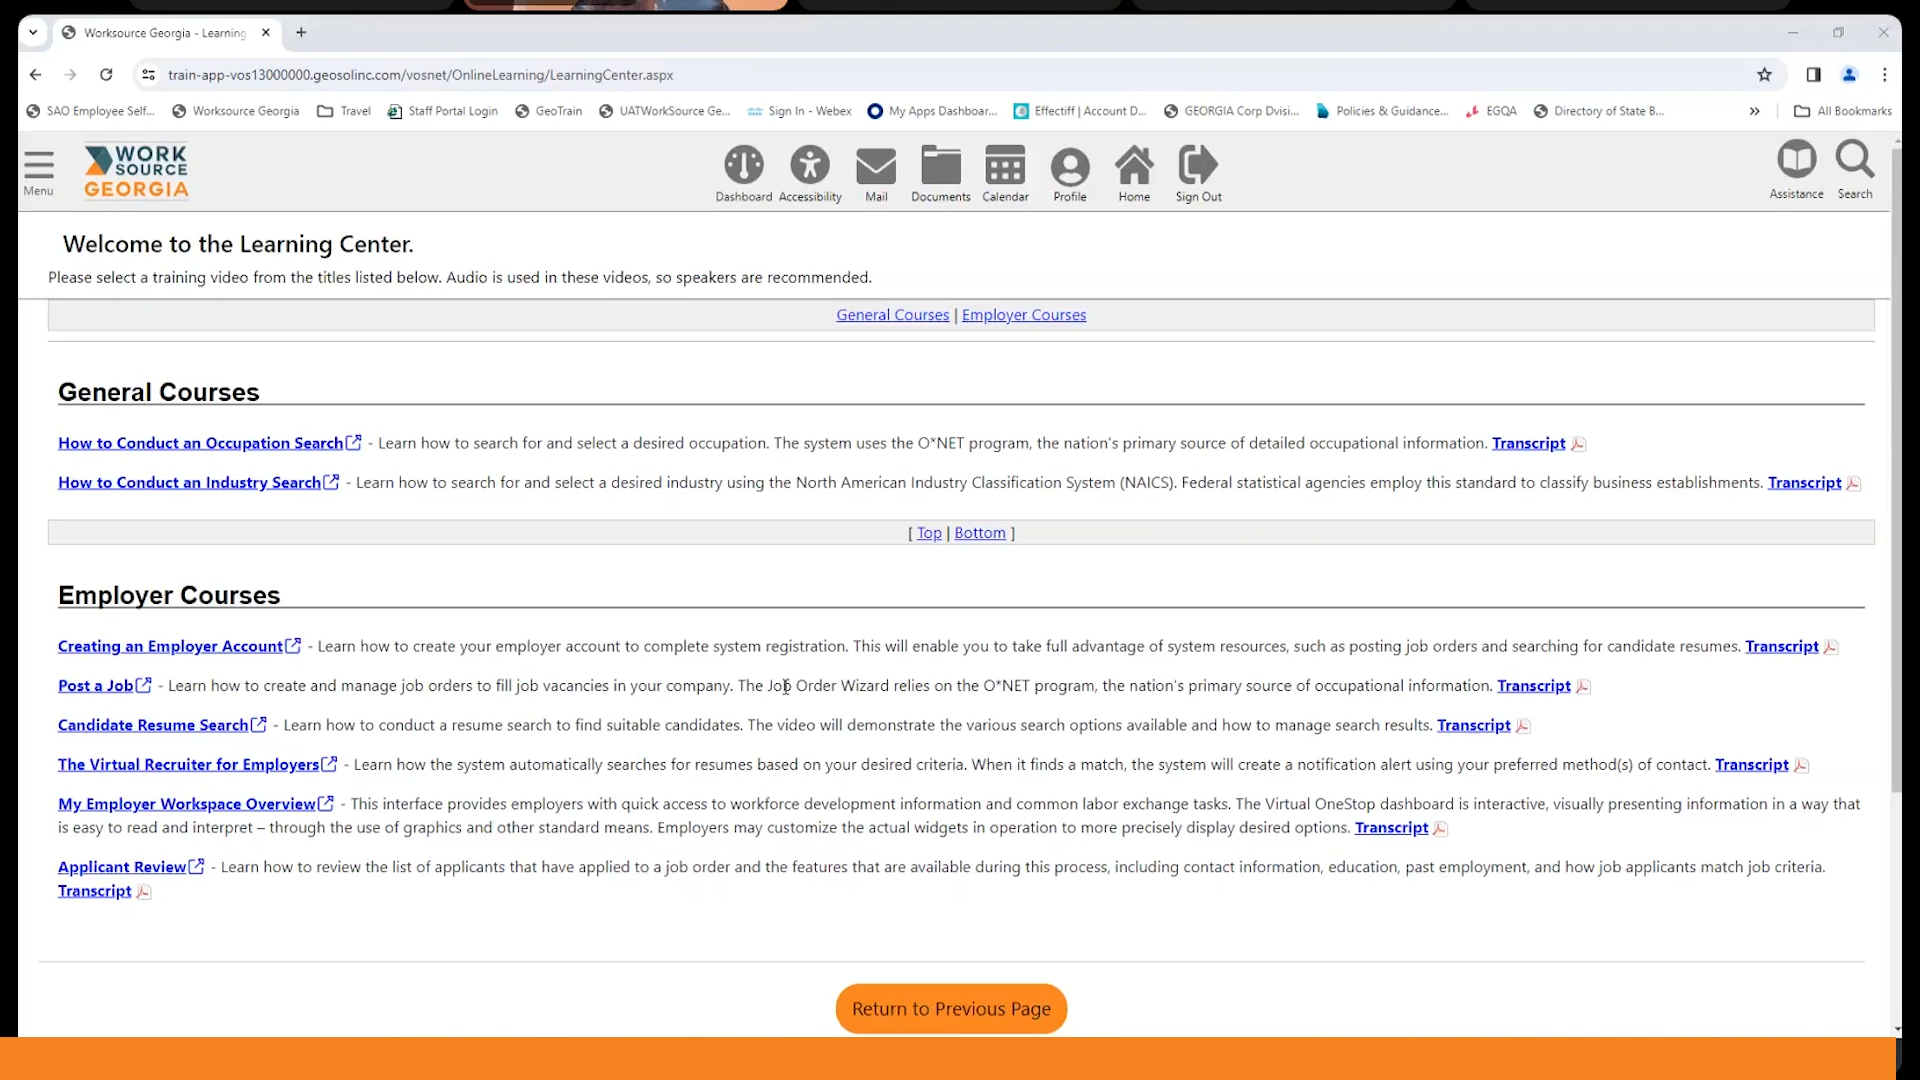 Worksource Georgia - Learning
train-app-vos13000000.geosolinc.com/vosnet/OnlineLearning/LearningCenter.aspx
SAO Employee Self... Worksource Georgia Travel Staff Portal Login GeoTrain UATWorkSource Ge... Sign In - Webex My Apps Dashboar... Effectiff | Account D... GEORGIA Corp Dvisi... Policies & Guidance... EGQA Directory of State B... » All Bookmarks
Menu
WORK
SOURCE
GEORGIA
Dashboard Accessibility Mail Documents Calendar Profile Home Sign Out Assistance Search
Welcome to the Learning Center.
Please select a training video from the titles listed below. Audio is used in these videos, so speakers are recommended.
General Courses | Employer Courses
General Courses
How to Conduct an Occupation Search - Learn how to search for and select a desired occupation. The system uses the O*NET program, the nation's primary source of detailed occupational information. Transcript
How to Conduct an Industry Search - Learn how to search for and select a desired industry using the North American Industry Classification System (NAICS). Federal statistical agencies employ this standard to classify business establishments. Transcript
[ Top | Bottom ]
Employer Courses
Creating an Employer Account - Learn how to create your employer account to complete system registration. This will enable you to take full advantage of system resources, such as posting job orders and searching for candidate resumes. Transcript
Post a Job - Learn how to create and manage job orders to fill job vacancies in your company. The Job Order Wizard relies on the O*NET program, the nation's primary source of occupational information. Transcript
Candidate Resume Search - Learn how to conduct a resume search to find suitable candidates. The video will demonstrate the various search options available and how to manage search results. Transcript
The Virtual Recruiter for Employers - Learn how the system automatically searches for resumes based on your desired criteria. When it finds a match, the system will create a notification alert using your preferred method(s) of contact. Transcript
My Employer Workspace Overview - This interface provides employers with quick access to workforce development information and common labor exchange tasks. The Virtual OneStop dashboard is interactive, visually presenting information in a way that
is easy to read and interpret – through the use of graphics and other standard means. Employers may customize the actual widgets in operation to more precisely display desired options. Transcript
Applicant Review - Learn how to review the list of applicants that have applied to a job order and the features that are available during this process, including contact information, education, past employment, and how job applicants match job criteria.
Transcript
Return to Previous Page